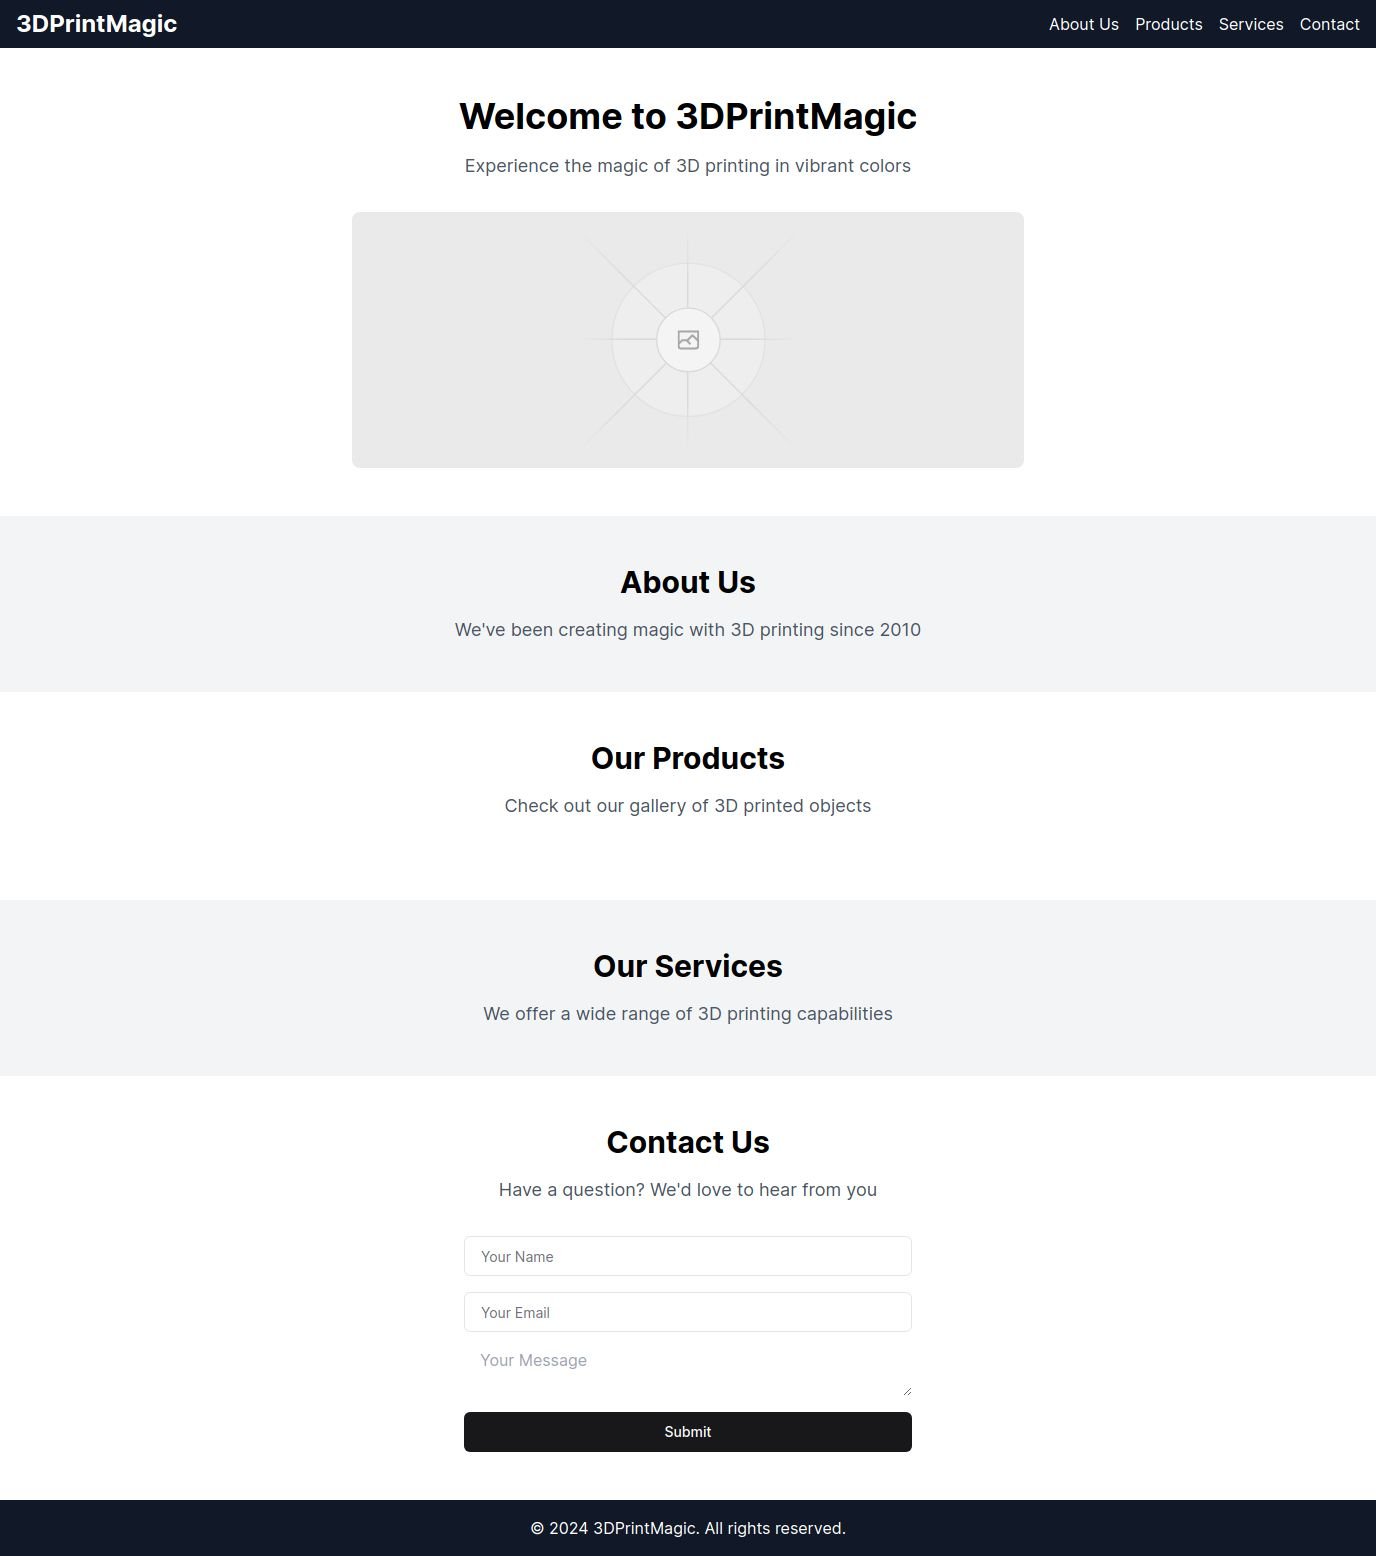 3DPrintMagic
About Us Products Services Contact
Welcome to 3DPrintMagic
Experience the magic of 3D printing in vibrant colors
About Us
We've been creating magic with 3D printing since 2010
Our Products
Check out our gallery of 3D printed objects
Our Services
We offer a wide range of 3D printing capabilities
Contact Us
Have a question? We'd love to hear from you
Your Name
Your Email
Your Message
Submit
© 2024 3DPrintMagic. All rights reserved.